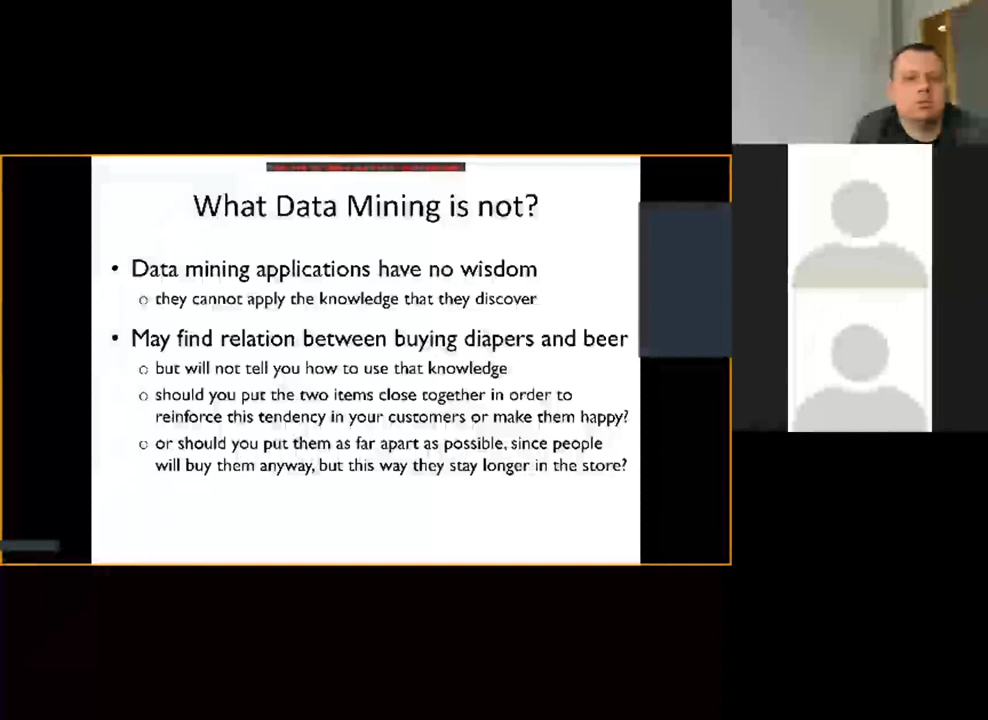 What Data Mining is not?
• Data mining applications have no wisdom
○ they cannot apply the knowledge that they discover
• May find relation between buying diapers and beer
○ but will not tell you how to use that knowledge
○ should you put the two items close together in order to
reinforce this tendency in your customers or make them happy?
○ or should you put them as far apart as possible, since people
will buy them anyway, but this way they stay longer in the store?